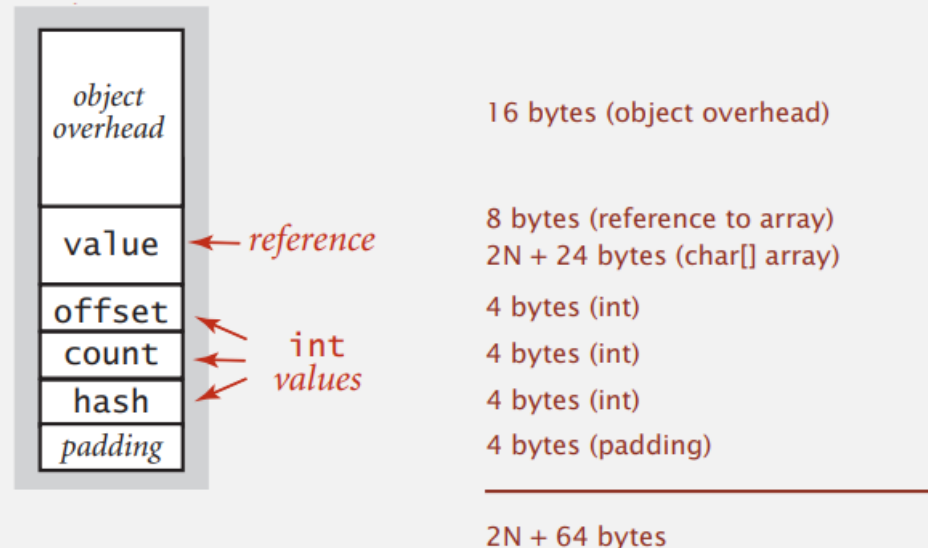 object
overhead
16 bytes (object overhead)
8 bytes (reference to array)
value
reference
2N + 24 bytes (char[] array)
offset
4 bytes (int)
int
values
count
4 bytes (int)
hash
4 bytes (int)
padding
4 bytes (padding)
2N + 64 bytes